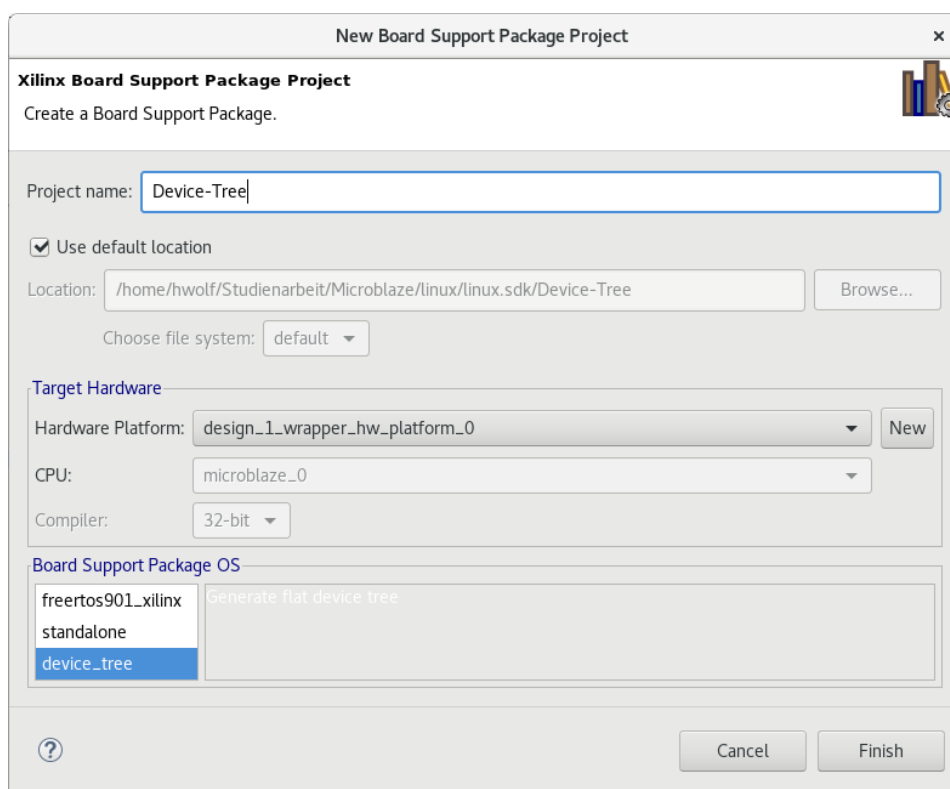 New Board Support Package Project ×
Xilinx Board Support Package Project
Create a Board Support Package.
Project name: Device-Tree
Use default location
Location: /home/hwolf/Studienarbeit/Microblaze/linux/linux.sdk/Device-Tree Browse...
Choose file system: default
Target Hardware
Hardware Platform: design_1_wrapper_hw_platform_0 New
CPU: microblaze_0
Compiler: 32-bit
Board Support Package OS
freertos901_xilinx Generate flat device tree
standalone
device_tree
? Cancel Finish